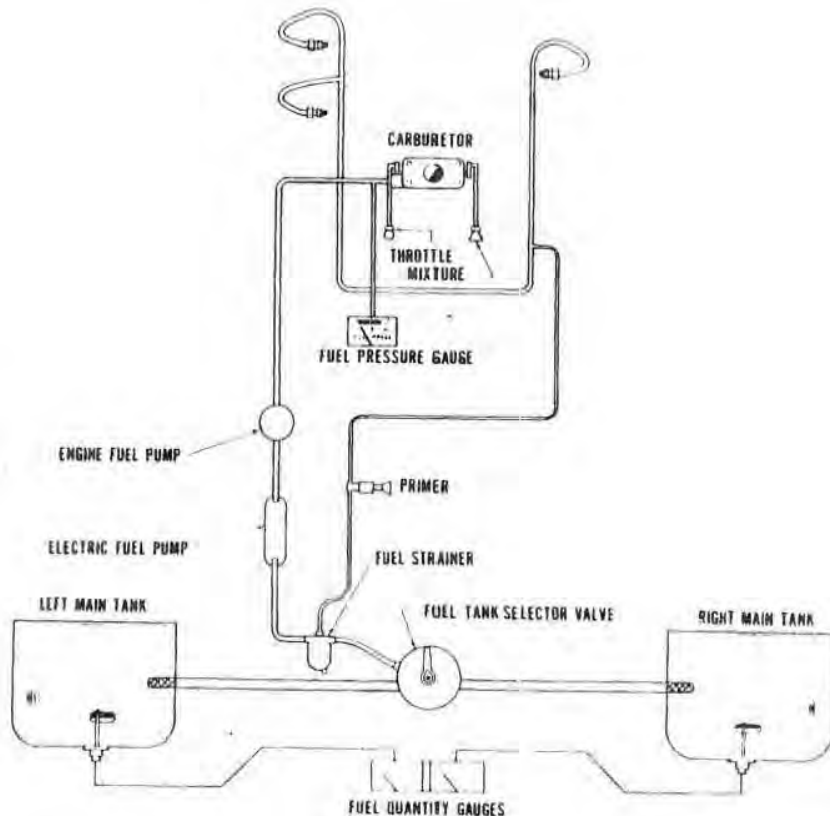 CARBURETOR
THROTTLE
MIXTURE
FUEL PRESSURE GAUGE
ENGINE FUEL PUMP
PRIMER
ELECTRIC FUEL PUMP
FUEL STRAINER
LEFT MAIN TANK
FUEL TANK SELECTOR VALVE
RIGHT MAIN TANK
FUEL QUANTITY GAUGES